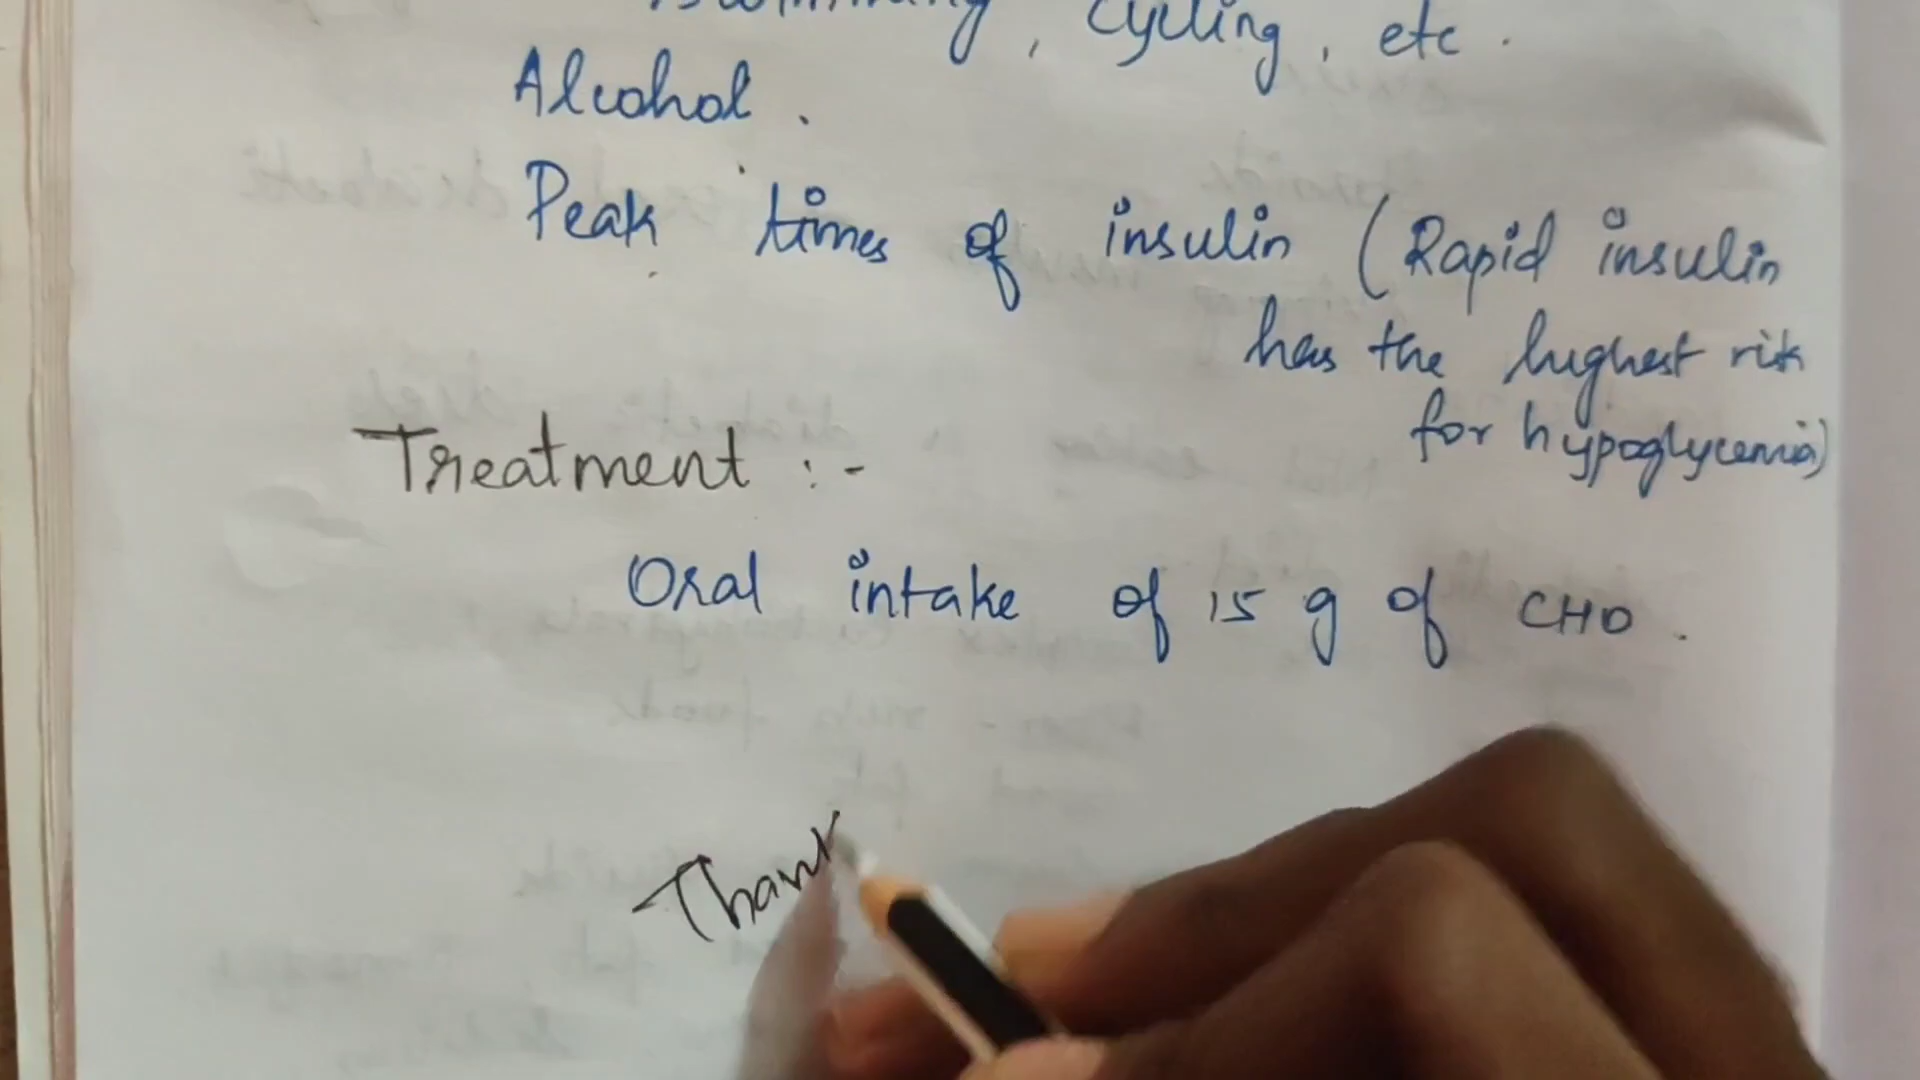 Swimming, Cycling, etc.
Alcohol.
Peak times of insulin (Rapid insulin
has the highest risk
for hypoglycemia)
Treatment :-
Oral intake of 15 g of CHO.
Thank